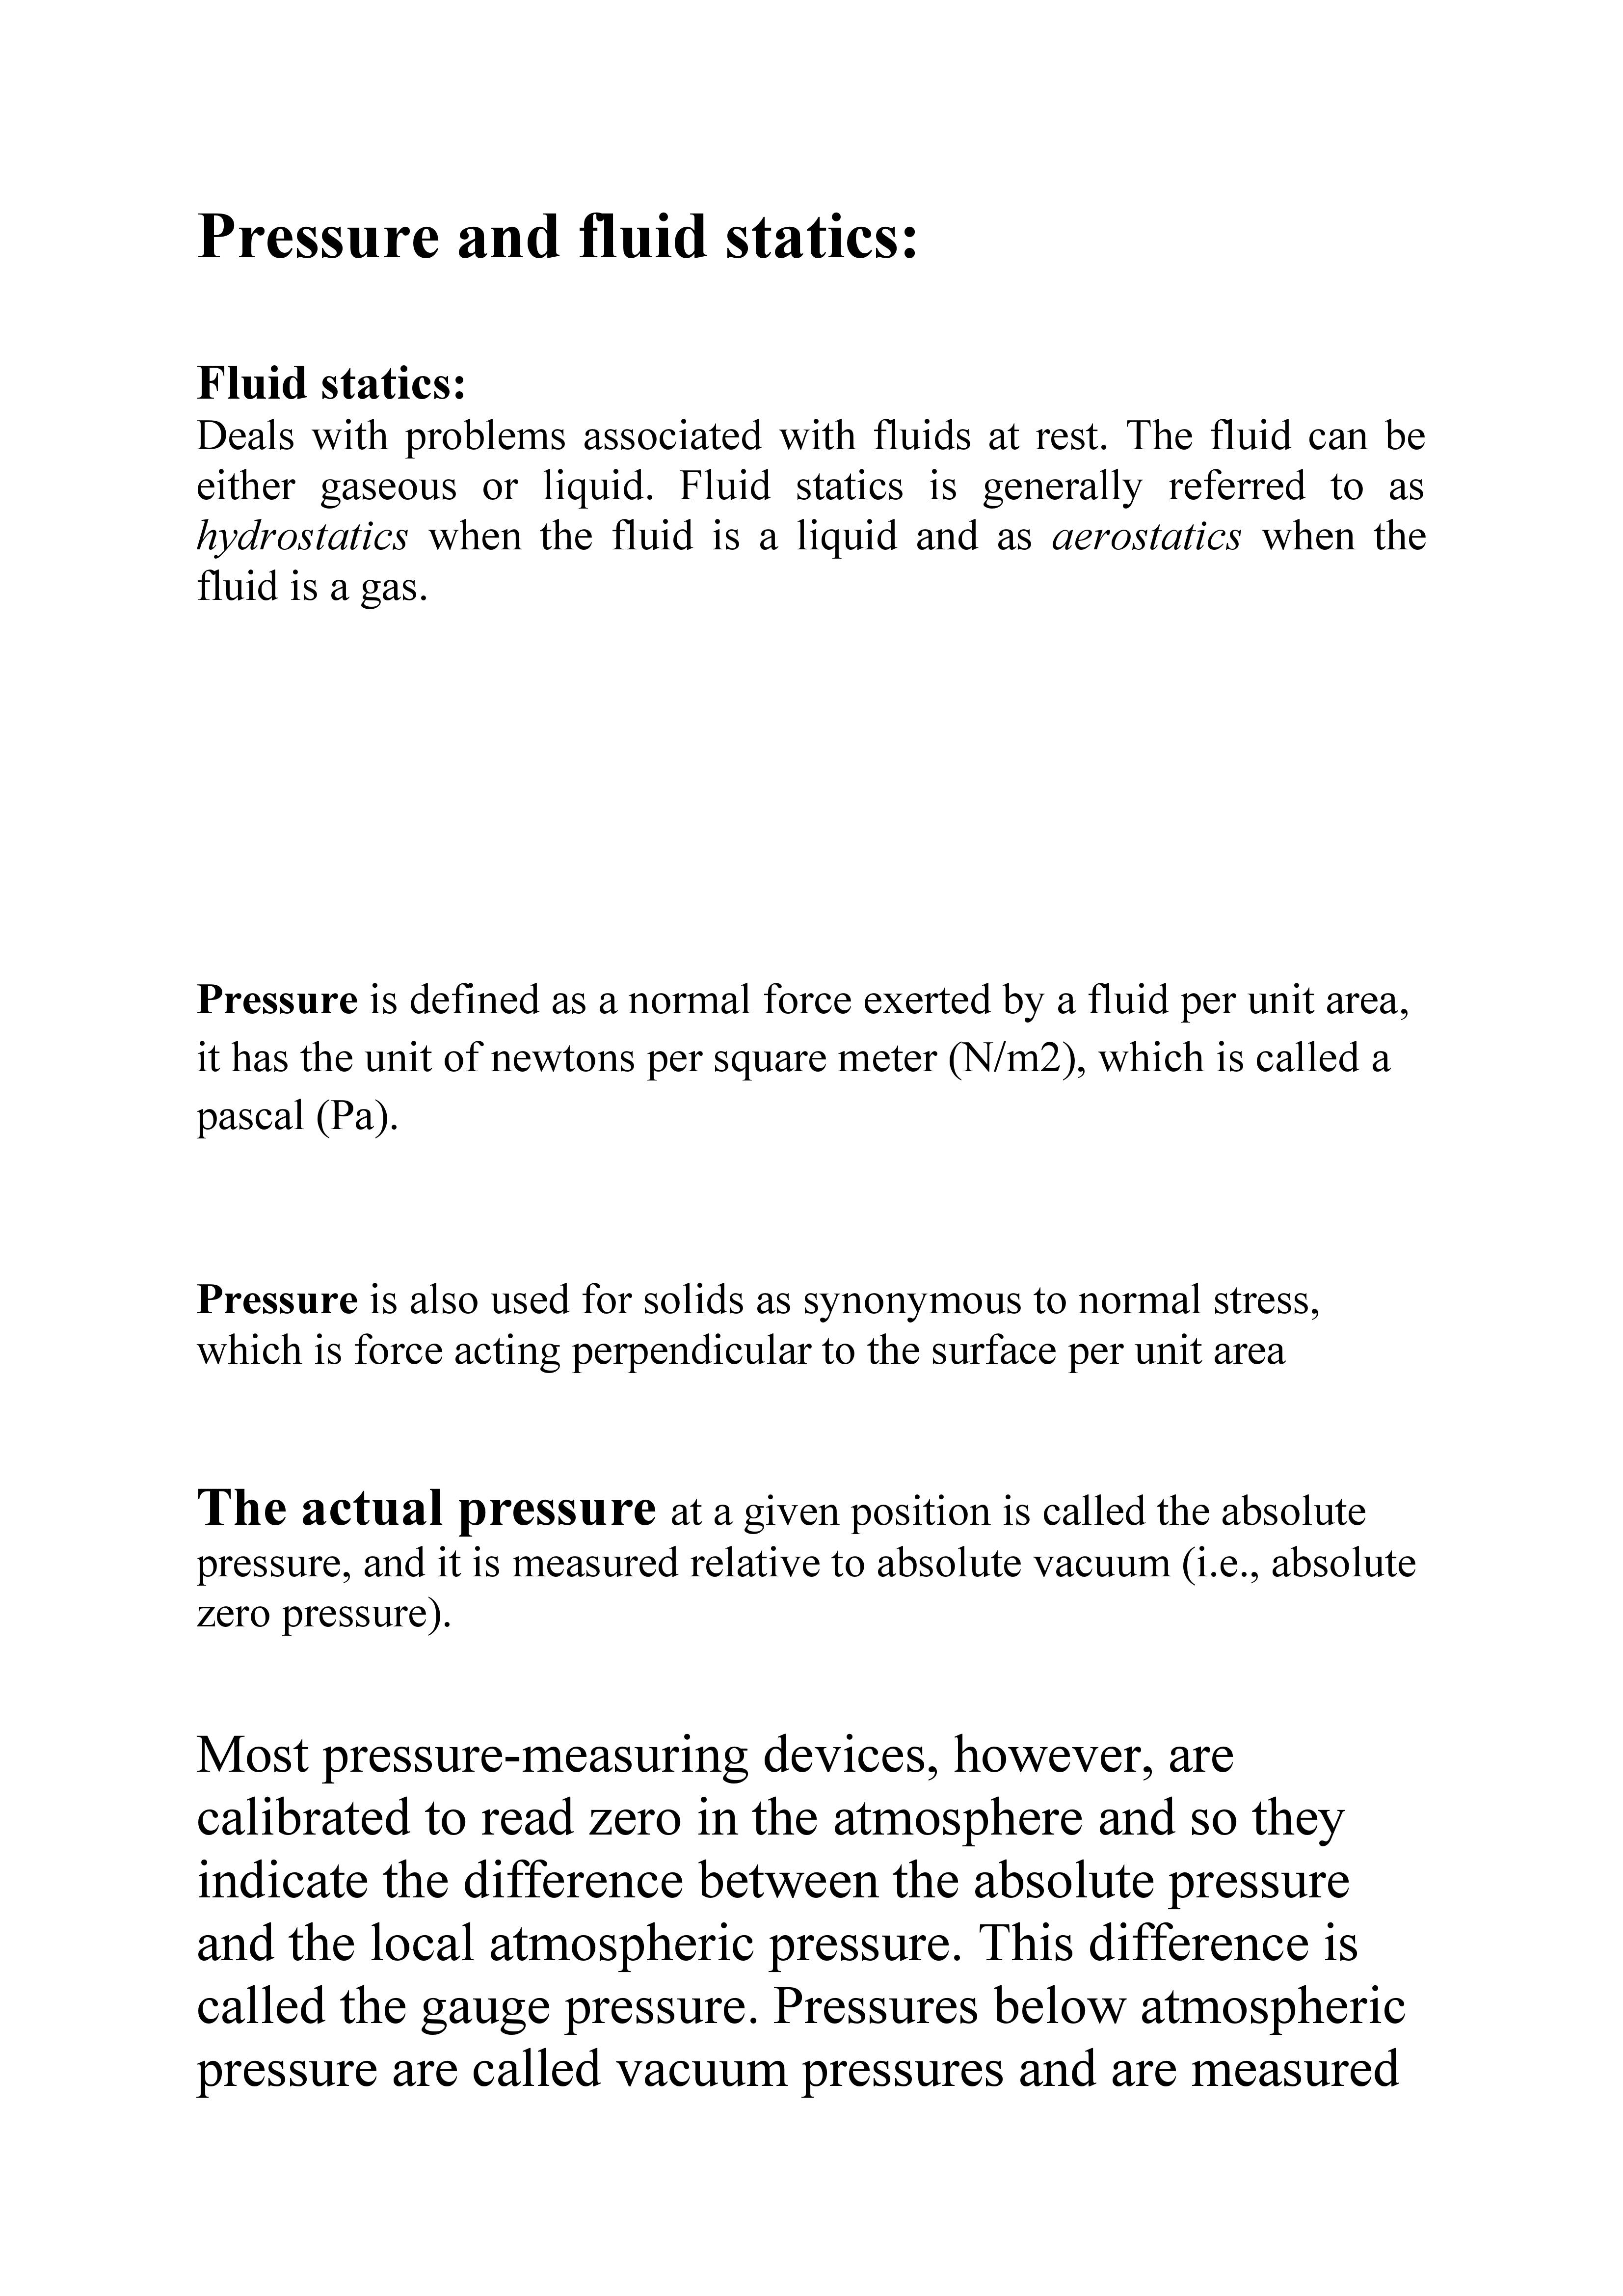 Pressure and fluid statics:
Fluid statics:
Deals with problems associated with fluids at rest. The fluid can be
either gaseous or liquid. Fluid statics is generally referred to as
hydrostatics when the fluid is a liquid and as aerostatics when the
fluid is a gas.
Pressure is defined as a normal force exerted by a fluid per unit area,
it has the unit of newtons per square meter (N/m2), which is called a
pascal (Pa).
Pressure is also used for solids as synonymous to normal stress,
which is force acting perpendicular to the surface per unit area
The actual pressure at a given position is called the absolute
pressure, and it is measured relative to absolute vacuum (i.e., absolute
zero pressure).
Most pressure-measuring devices, however, are
calibrated to read zero in the atmosphere and so they
indicate the difference between the absolute pressure
and the local atmospheric pressure. This difference is
called the gauge pressure. Pressures below atmospheric
pressure are called vacuum pressures and are measured